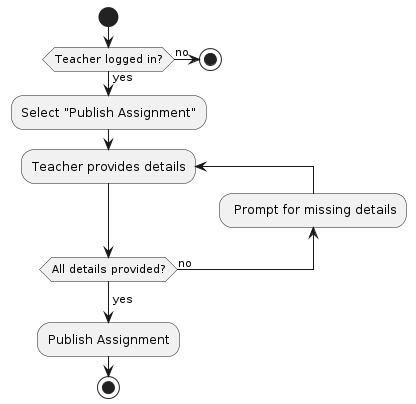 Teacher logged in?
no
yes
Select "Publish Assignment"
Teacher provides details
Prompt for missing details
All details provided?
no
yes
Publish Assignment